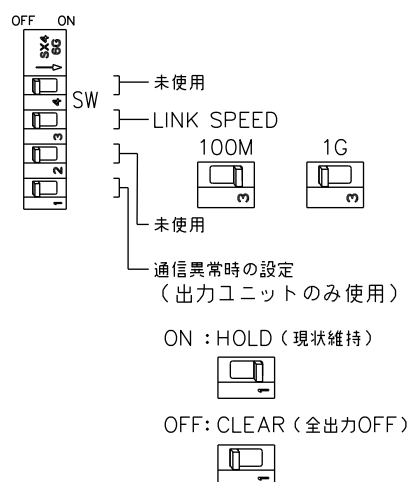 OFF ON
SX4
6G
4
3
2
1
SW
未使用
LINK SPEED
100M 1G
3 3
未使用
通信異常時の設定
(出力ユニットのみ使用)
ON :HOLD(現状維持)
1
OFF:CLEAR(全出力OFF)
1